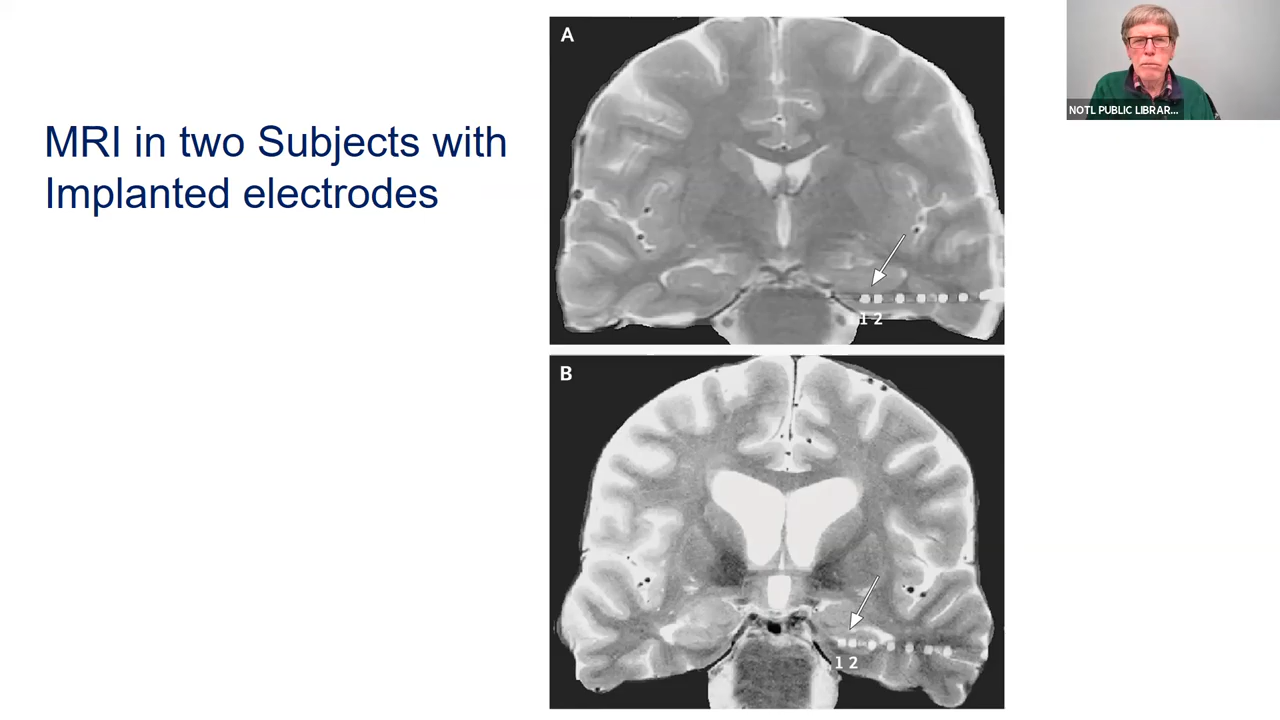 MRI in two Subjects with
Implanted electrodes
A
1 2
B
1 2
NOTL PUBLIC LIBRAR...